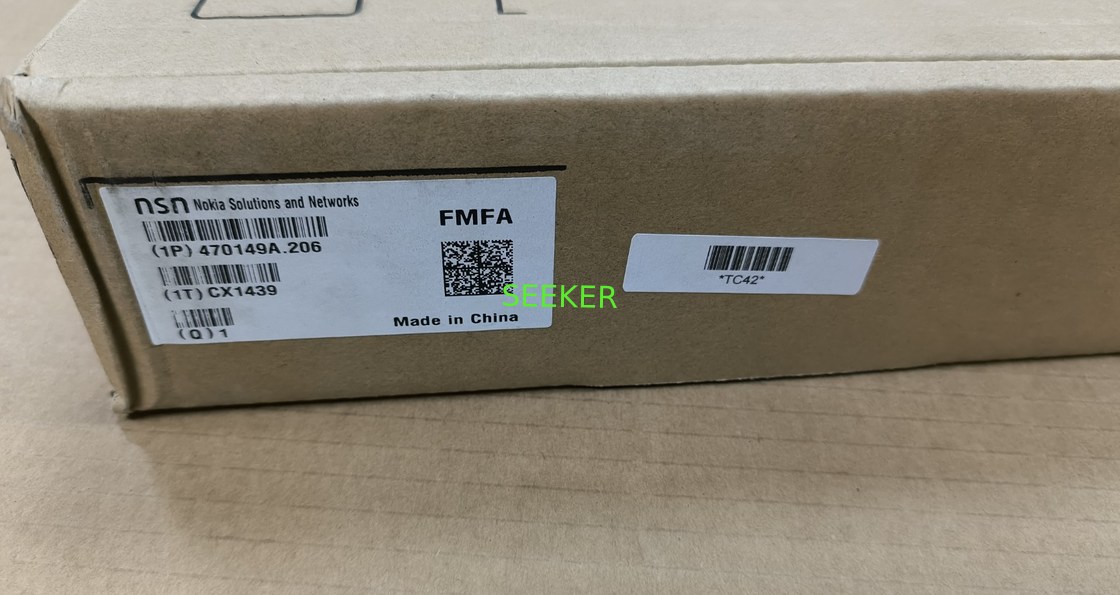 nsn Nokia Solutions and Networks
FMFA
(1P) 470149A.206
(1T) CX1439
(Q) 1
Made in China
*TC42*
SEEKER